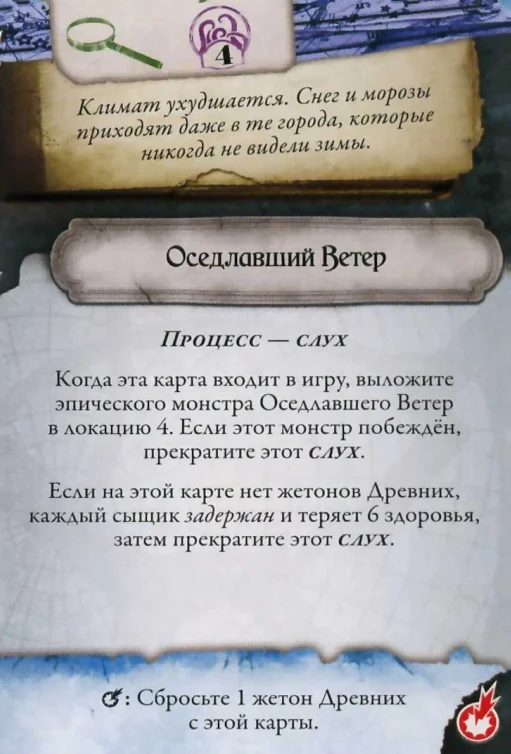 4
Климат ухудшается. Снег и морозы
приходят даже в те города, которые
никогда не видели зимы.
Оседлавший Ветер
Процесс — слух
Когда эта карта входит в игру, выложите
эпического монстра Оседлавшего Ветер
в локацию 4. Если этот монстр побеждён,
прекратите этот слух.
Если на этой карте нет жетонов Древних,
каждый сыщик задержан и теряет 6 здоровья,
затем прекратите этот слух.
: Сбросьте 1 жетон Древних
с этой карты.